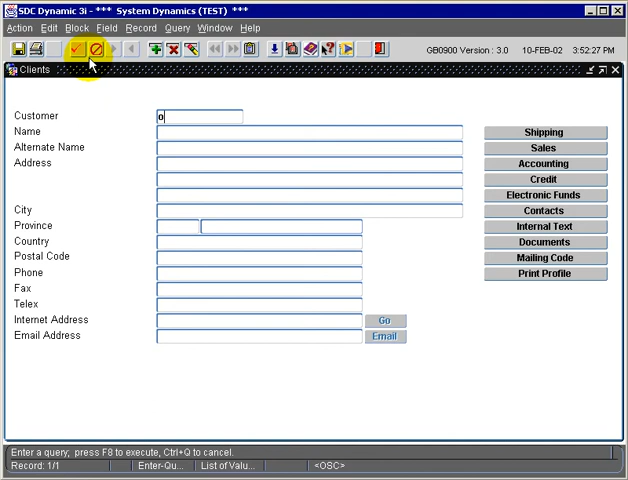 SDC Dynamic 3i - *** System Dynamics (TEST) ***
Action Edit Block Field Record Query Window Help
GB0900 Version : 3.0 10-FEB-02 3:52:27 PM
Clients
Customer o
Name
Alternate Name
Address
City
Province
Country
Postal Code
Phone
Fax
Telex
Internet Address Go
Email Address Email
Shipping
Sales
Accounting
Credit
Electronic Funds
Contacts
Internal Text
Documents
Mailing Code
Print Profile
Enter a query; press F8 to execute, Ctrl+Q to cancel.
Record: 1/1 Enter-Qu... List of Valu... <OSC>